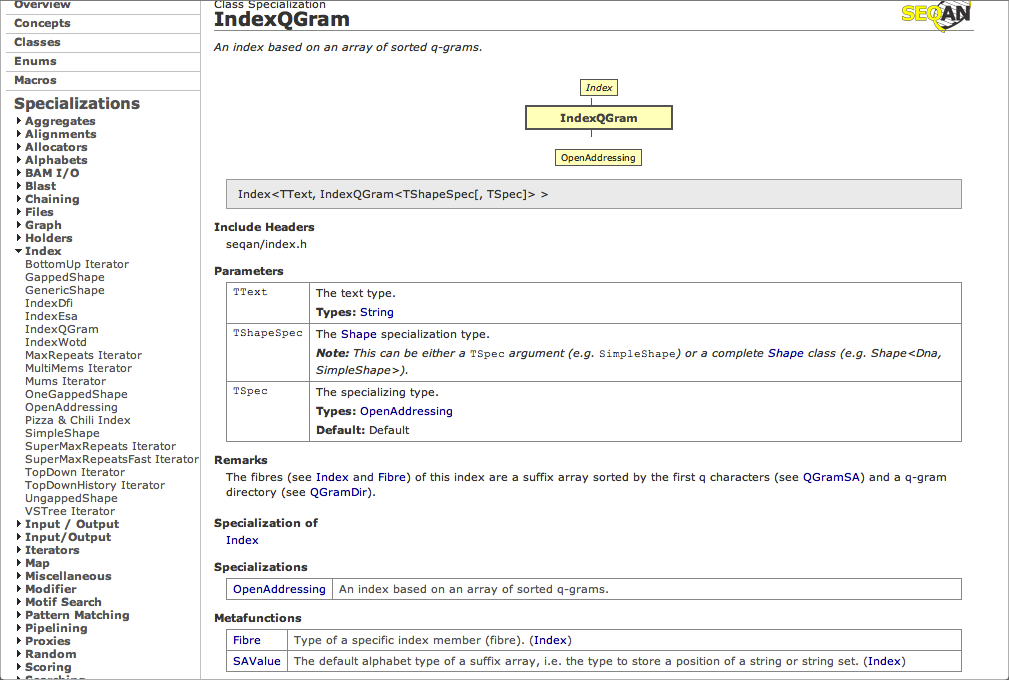 Overview
Concepts
Classes
Enums
Macros
Specializations
Aggregates
Alignments
Allocators
Alphabets
BAM I/O
Blast
Chaining
Files
Graph
Holders
Index
BottomUp Iterator
GappedShape
GenericShape
IndexDfi
IndexEsa
IndexQGram
IndexWotd
MaxRepeats Iterator
MultiMems Iterator
Mums Iterator
OneGappedShape
OpenAddressing
Pizza & Chili Index
SimpleShape
SuperMaxRepeats Iterator
SuperMaxRepeatsFast Iterator
TopDown Iterator
TopDownHistory Iterator
UngappedShape
VSTree Iterator
Input / Output
Input/Output
Iterators
Map
Miscellaneous
Modifier
Motif Search
Pattern Matching
Pipelining
Proxies
Random
Scoring
Searching
Class Specialization
IndexQGram
SEQAN
An index based on an array of sorted q-grams.
Index
IndexQGram
OpenAddressing
Index<TText, IndexQGram<TShapeSpec[, TSpec]> >
Include Headers
seqan/index.h
Parameters
TText The text type.
Types: String
TShapeSpec The Shape specialization type.
Note: This can be either a TSpec argument (e.g. SimpleShape) or a complete Shape class (e.g. Shape<Dna,
SimpleShape>).
TSpec The specializing type.
Types: OpenAddressing
Default: Default
Remarks
The fibres (see Index and Fibre) of this index are a suffix array sorted by the first q characters (see QGramSA) and a q-gram
directory (see QGramDir).
Specialization of
Index
Specializations
OpenAddressing An index based on an array of sorted q-grams.
Metafunctions
Fibre Type of a specific index member (fibre). (Index)
SAValue The default alphabet type of a suffix array, i.e. the type to store a position of a string or string set. (Index)